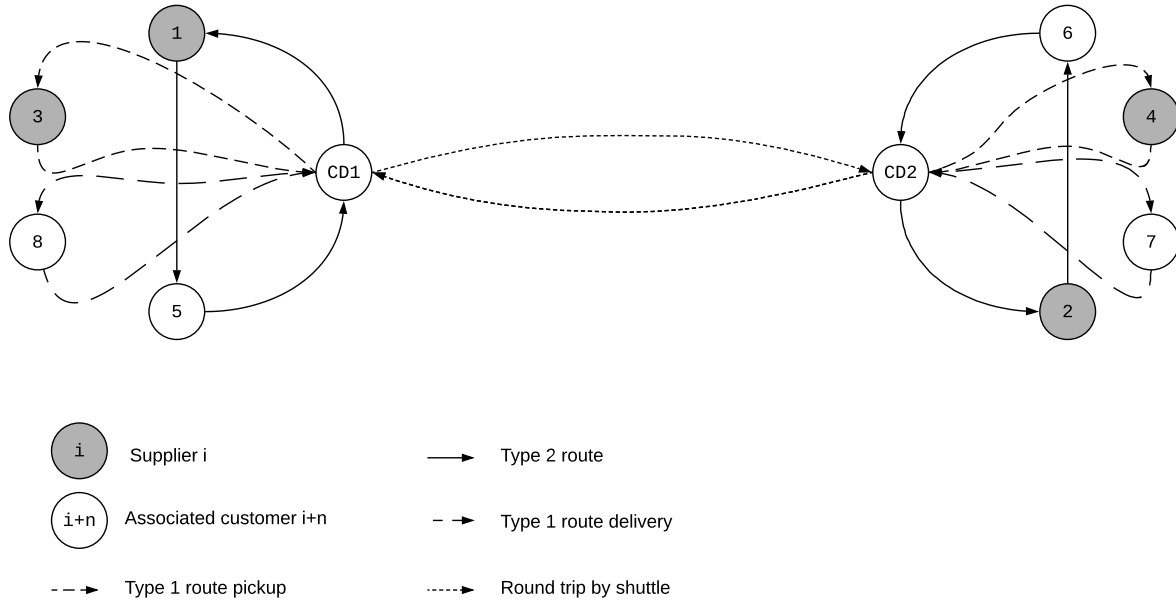 1
6
3
4
CD1
CD2
8
7
5
2
i
Supplier i
Type 2 route
i+n
Associated customer i+n
Type 1 route delivery
Type 1 route pickup
Round trip by shuttle